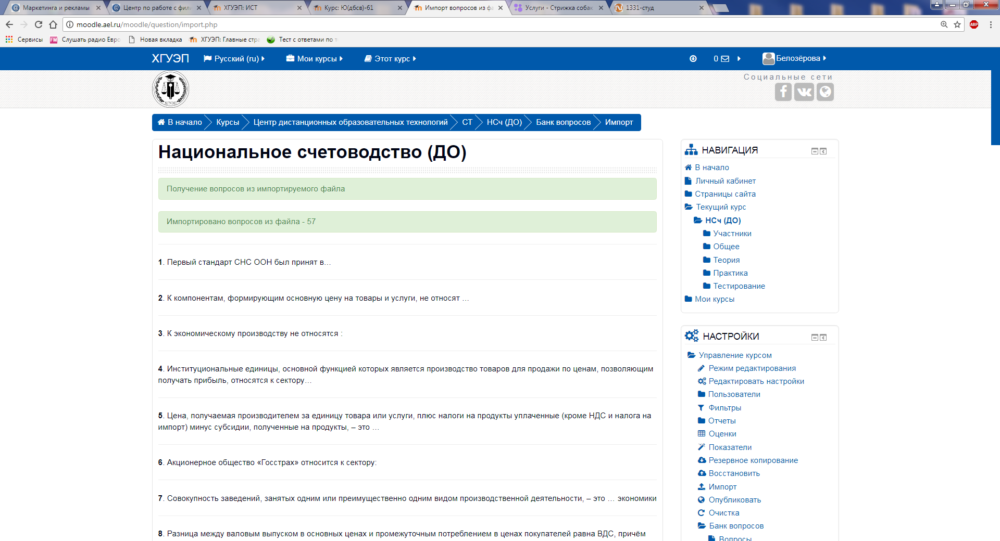 Маркетинга и рекламы
Центр по работе с фили
ХГУЭП: ИСТ
Курс: Ю(дбсв)-61
Импорт вопросов из фа
Услуги - Стрижка собак
1331-студ
moodle.ael.ru/moodle/question/import.php
ABP
Сервисы
FM Слушать радио Евро
Новая вкладка
ХГУЭП: Главные стра
Тест с ответами по т
ХГУЭП
Русский (ru)
Мои курсы
Этот курс
0
Белозёрова
ХГУЭП
Социальные сети
В начало
Курсы
Центр дистанционных образовательных технологий
СТ
НСч (ДО)
Банк вопросов
Импорт
Национальное счетоводство (ДО)
Получение вопросов из импортируемого файла
Импортировано вопросов из файла - 57
1. Первый стандарт СНС ООН был принят в…
2. К компонентам, формирующим основную цену на товары и услуги, не относят …
3. К экономическому производству не относятся :
4. Институциональные единицы, основной функцией которых является производство товаров для продажи по ценам, позволяющим
получать прибыль, относятся к сектору…
5. Цена, получаемая производителем за единицу товара или услуги, плюс налоги на продукты уплаченные (кроме НДС и налога на
импорт) минус субсидии, полученные на продукты, – это …
6. Акционерное общество «Госстрах» относится к сектору:
7. Совокупность заведений, занятых одним или преимущественно одним видом производственной деятельности, – это … экономики
8. Разница между валовым выпуском в основных ценах и промежуточным потреблением в ценах покупателей равна ВДС, причём
НАВИГАЦИЯ
В начало
Личный кабинет
Страницы сайта
Текущий курс
НСч (ДО)
Участники
Общее
Теория
Практика
Тестирование
Мои курсы
НАСТРОЙКИ
Управление курсом
Режим редактирования
Редактировать настройки
Пользователи
Фильтры
Отчеты
Оценки
Показатели
Резервное копирование
Восстановить
Импорт
Опубликовать
Очистка
Банк вопросов
Вопросы